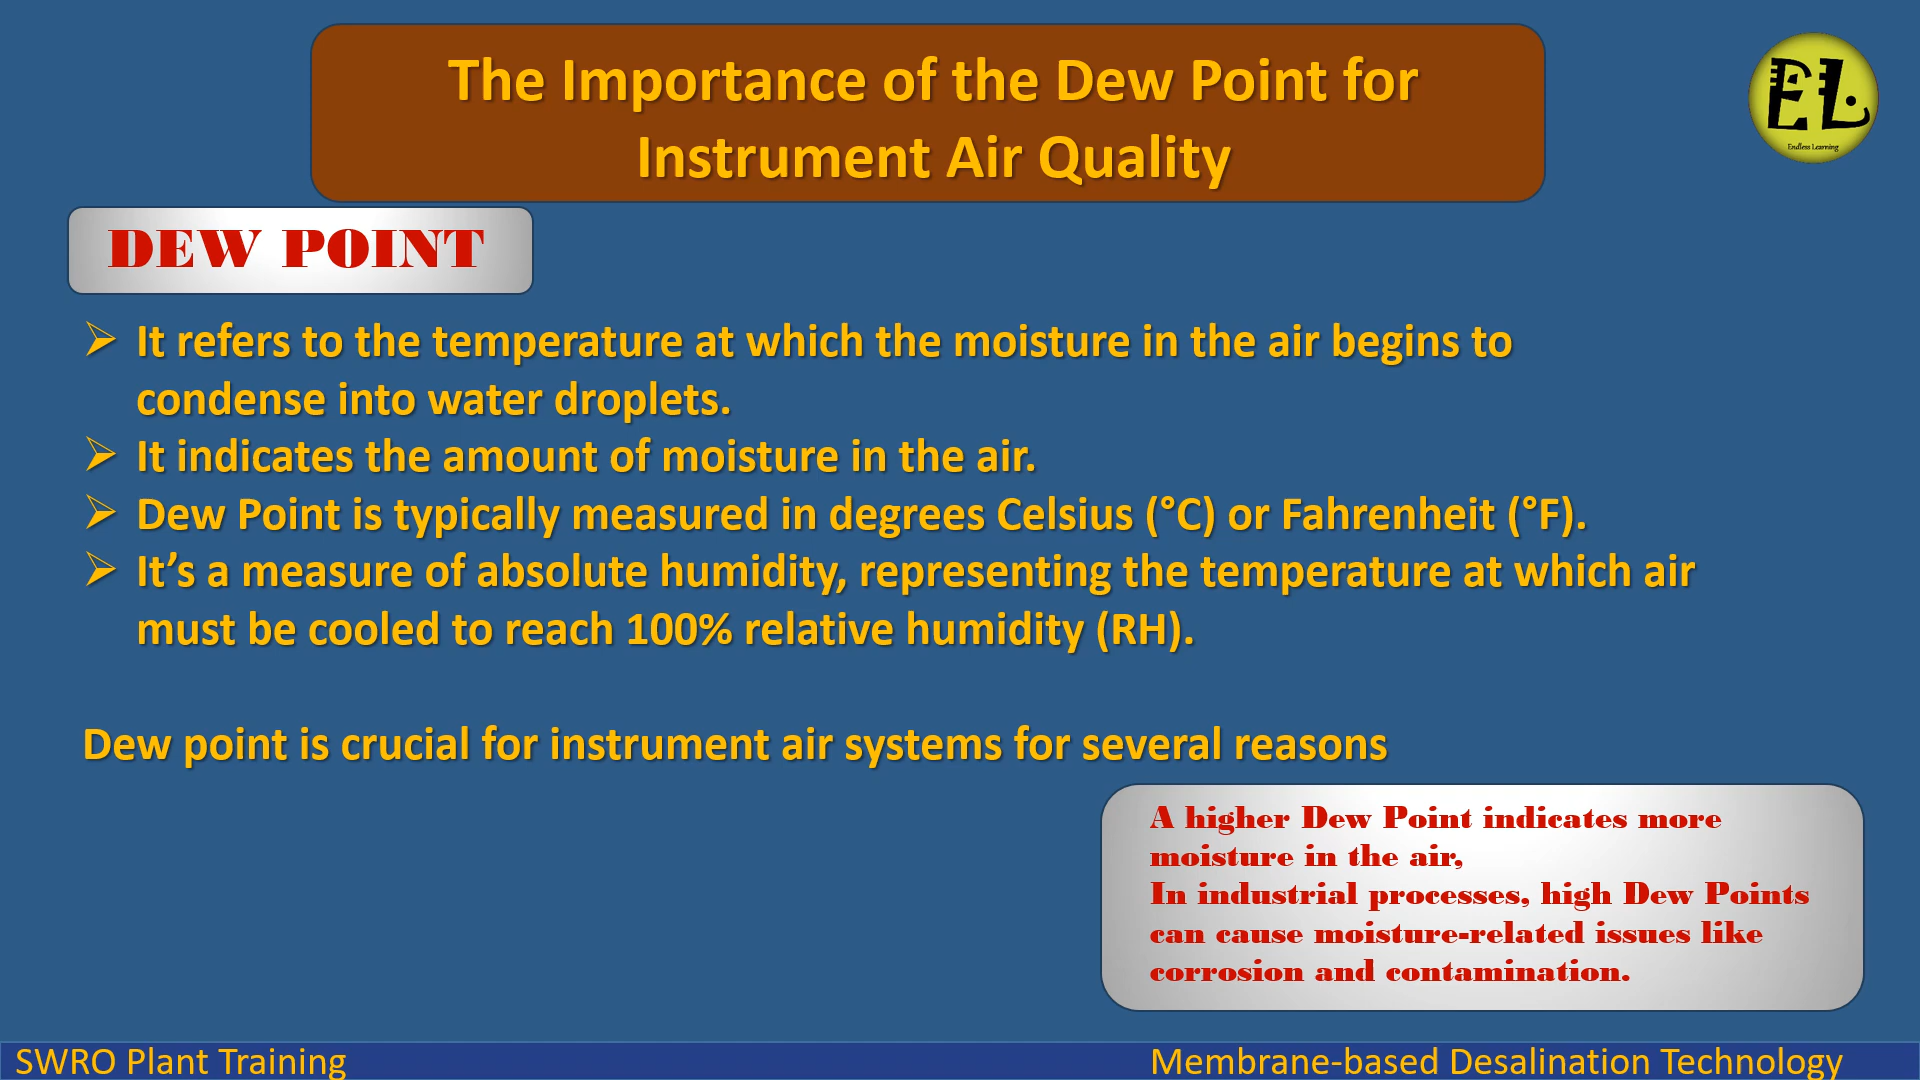 The Importance of the Dew Point for
Instrument Air Quality
EL
Endless Learning
DEW POINT
➢ It refers to the temperature at which the moisture in the air begins to
condense into water droplets.
➢ It indicates the amount of moisture in the air.
➢ Dew Point is typically measured in degrees Celsius (°C) or Fahrenheit (°F).
➢ It’s a measure of absolute humidity, representing the temperature at which air
must be cooled to reach 100% relative humidity (RH).
Dew point is crucial for instrument air systems for several reasons
A higher Dew Point indicates more
moisture in the air,
In industrial processes, high Dew Points
can cause moisture-related issues like
corrosion and contamination.
SWRO Plant Training
Membrane-based Desalination Technology